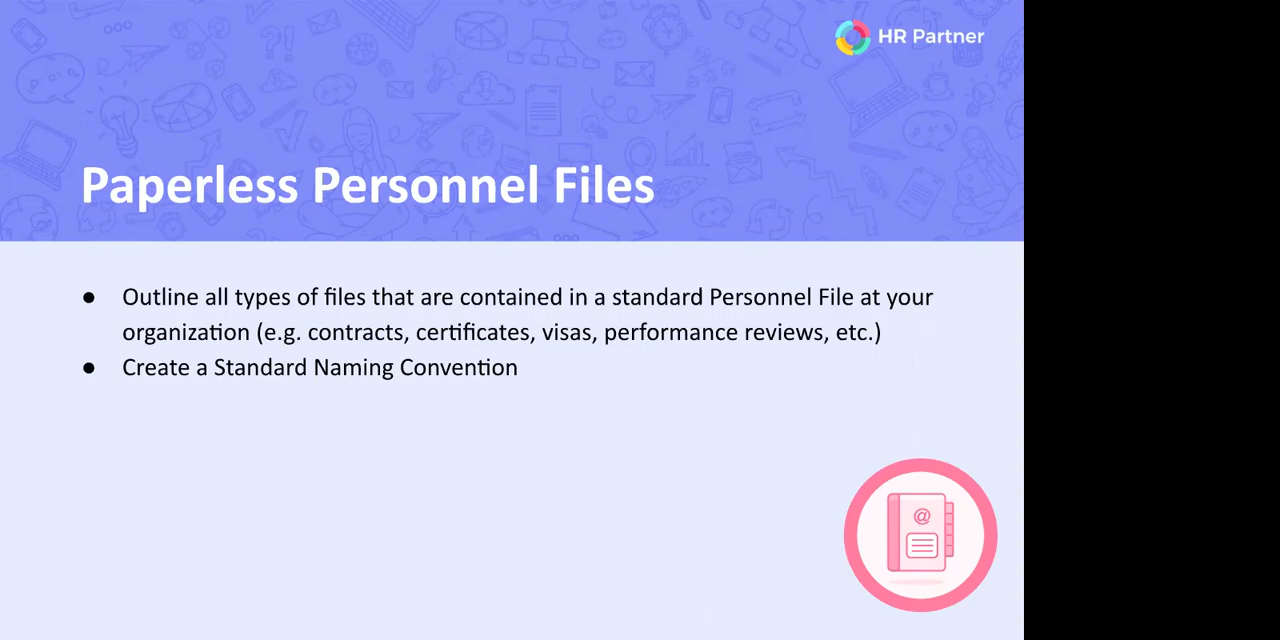 HR Partner
Paperless Personnel Files
● Outline all types of files that are contained in a standard Personnel File at your
organization (e.g. contracts, certificates, visas, performance reviews, etc.)
● Create a Standard Naming Convention
@